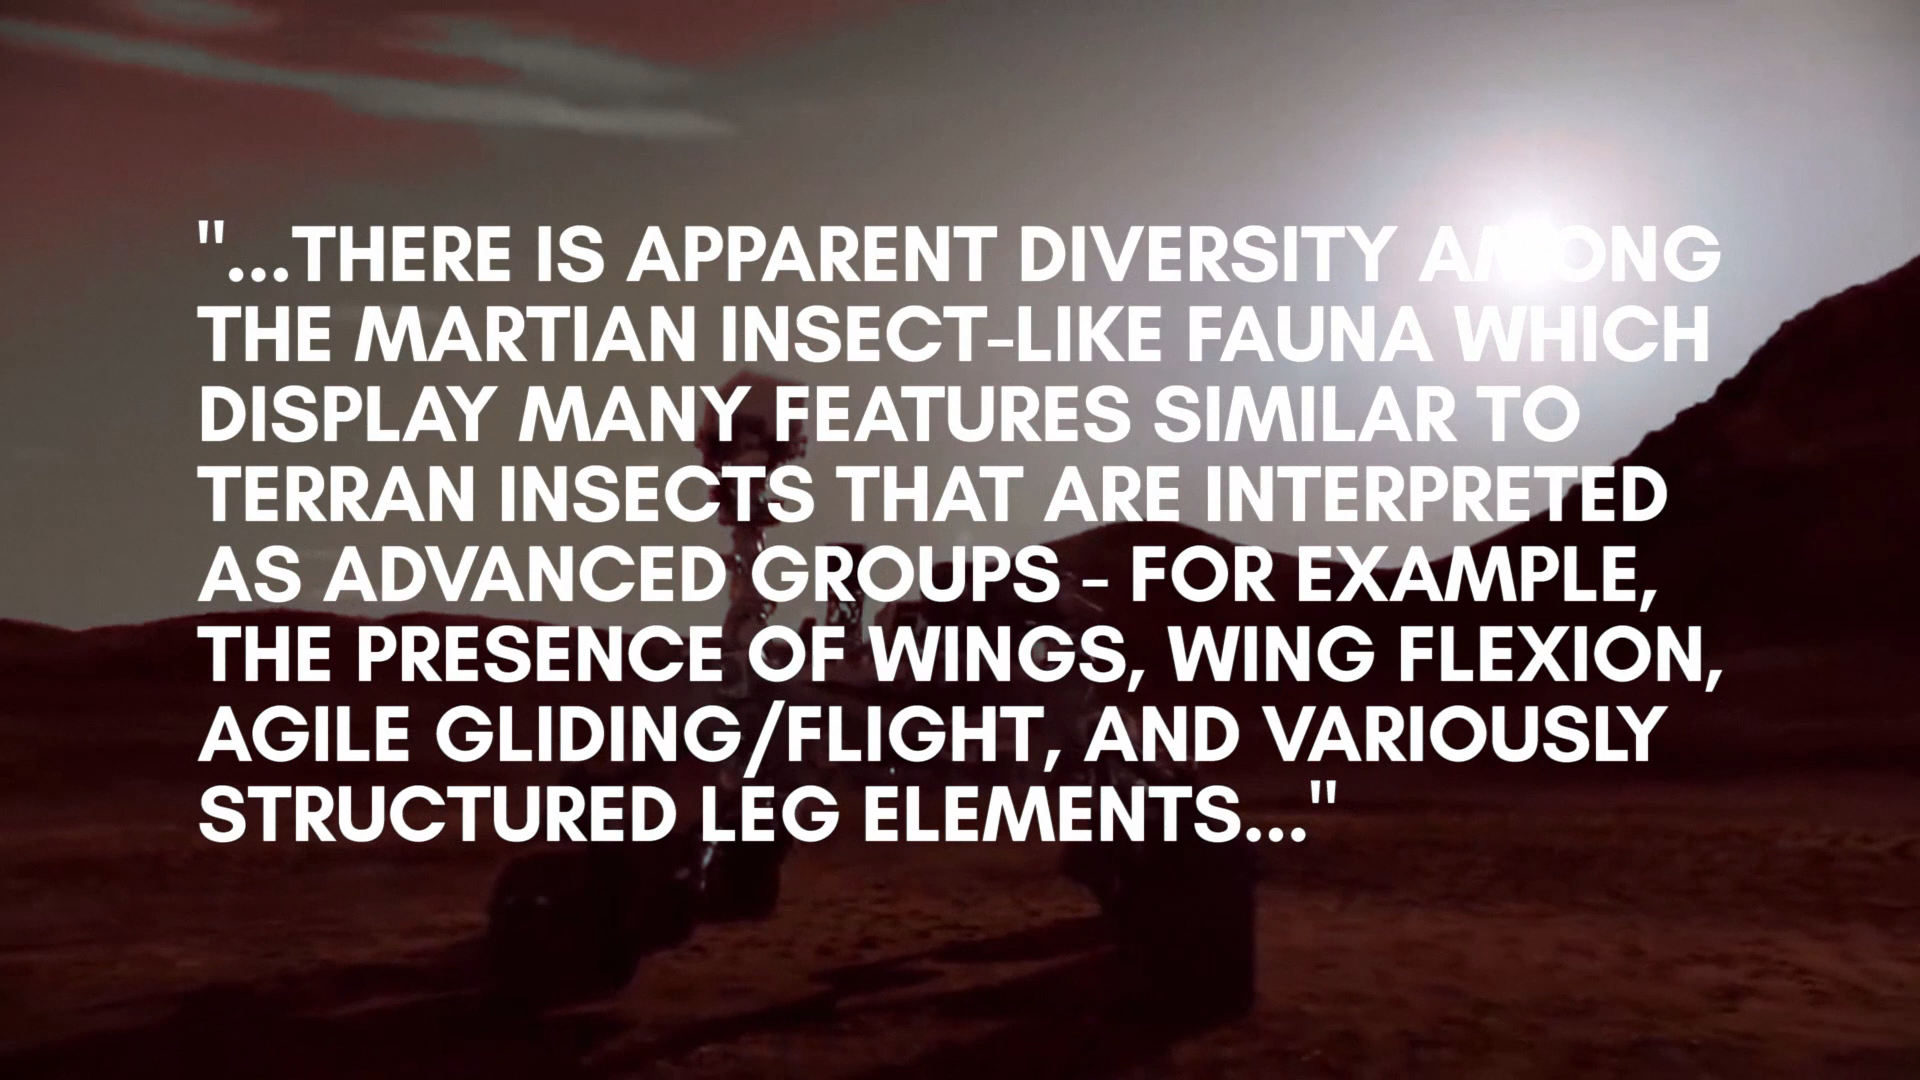 "...THERE IS APPARENT DIVERSITY AMONG
THE MARTIAN INSECT-LIKE FAUNA WHICH
DISPLAY MANY FEATURES SIMILAR TO
TERRAN INSECTS THAT ARE INTERPRETED
AS ADVANCED GROUPS - FOR EXAMPLE,
THE PRESENCE OF WINGS, WING FLEXION,
AGILE GLIDING/FLIGHT, AND VARIOUSLY
STRUCTURED LEG ELEMENTS..."